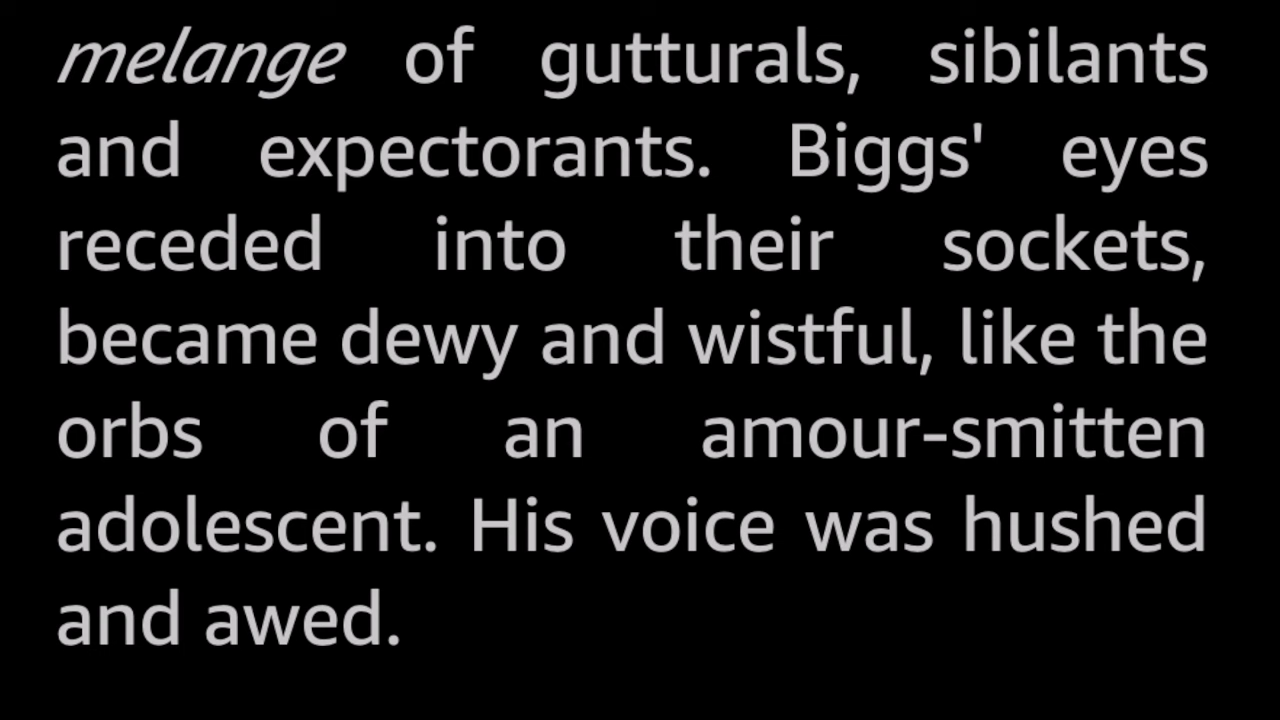 melange of gutturals, sibilants
and expectorants. Biggs' eyes
receded into their sockets,
became dewy and wistful, like the
orbs of an amour-smitten
adolescent. His voice was hushed
and awed.